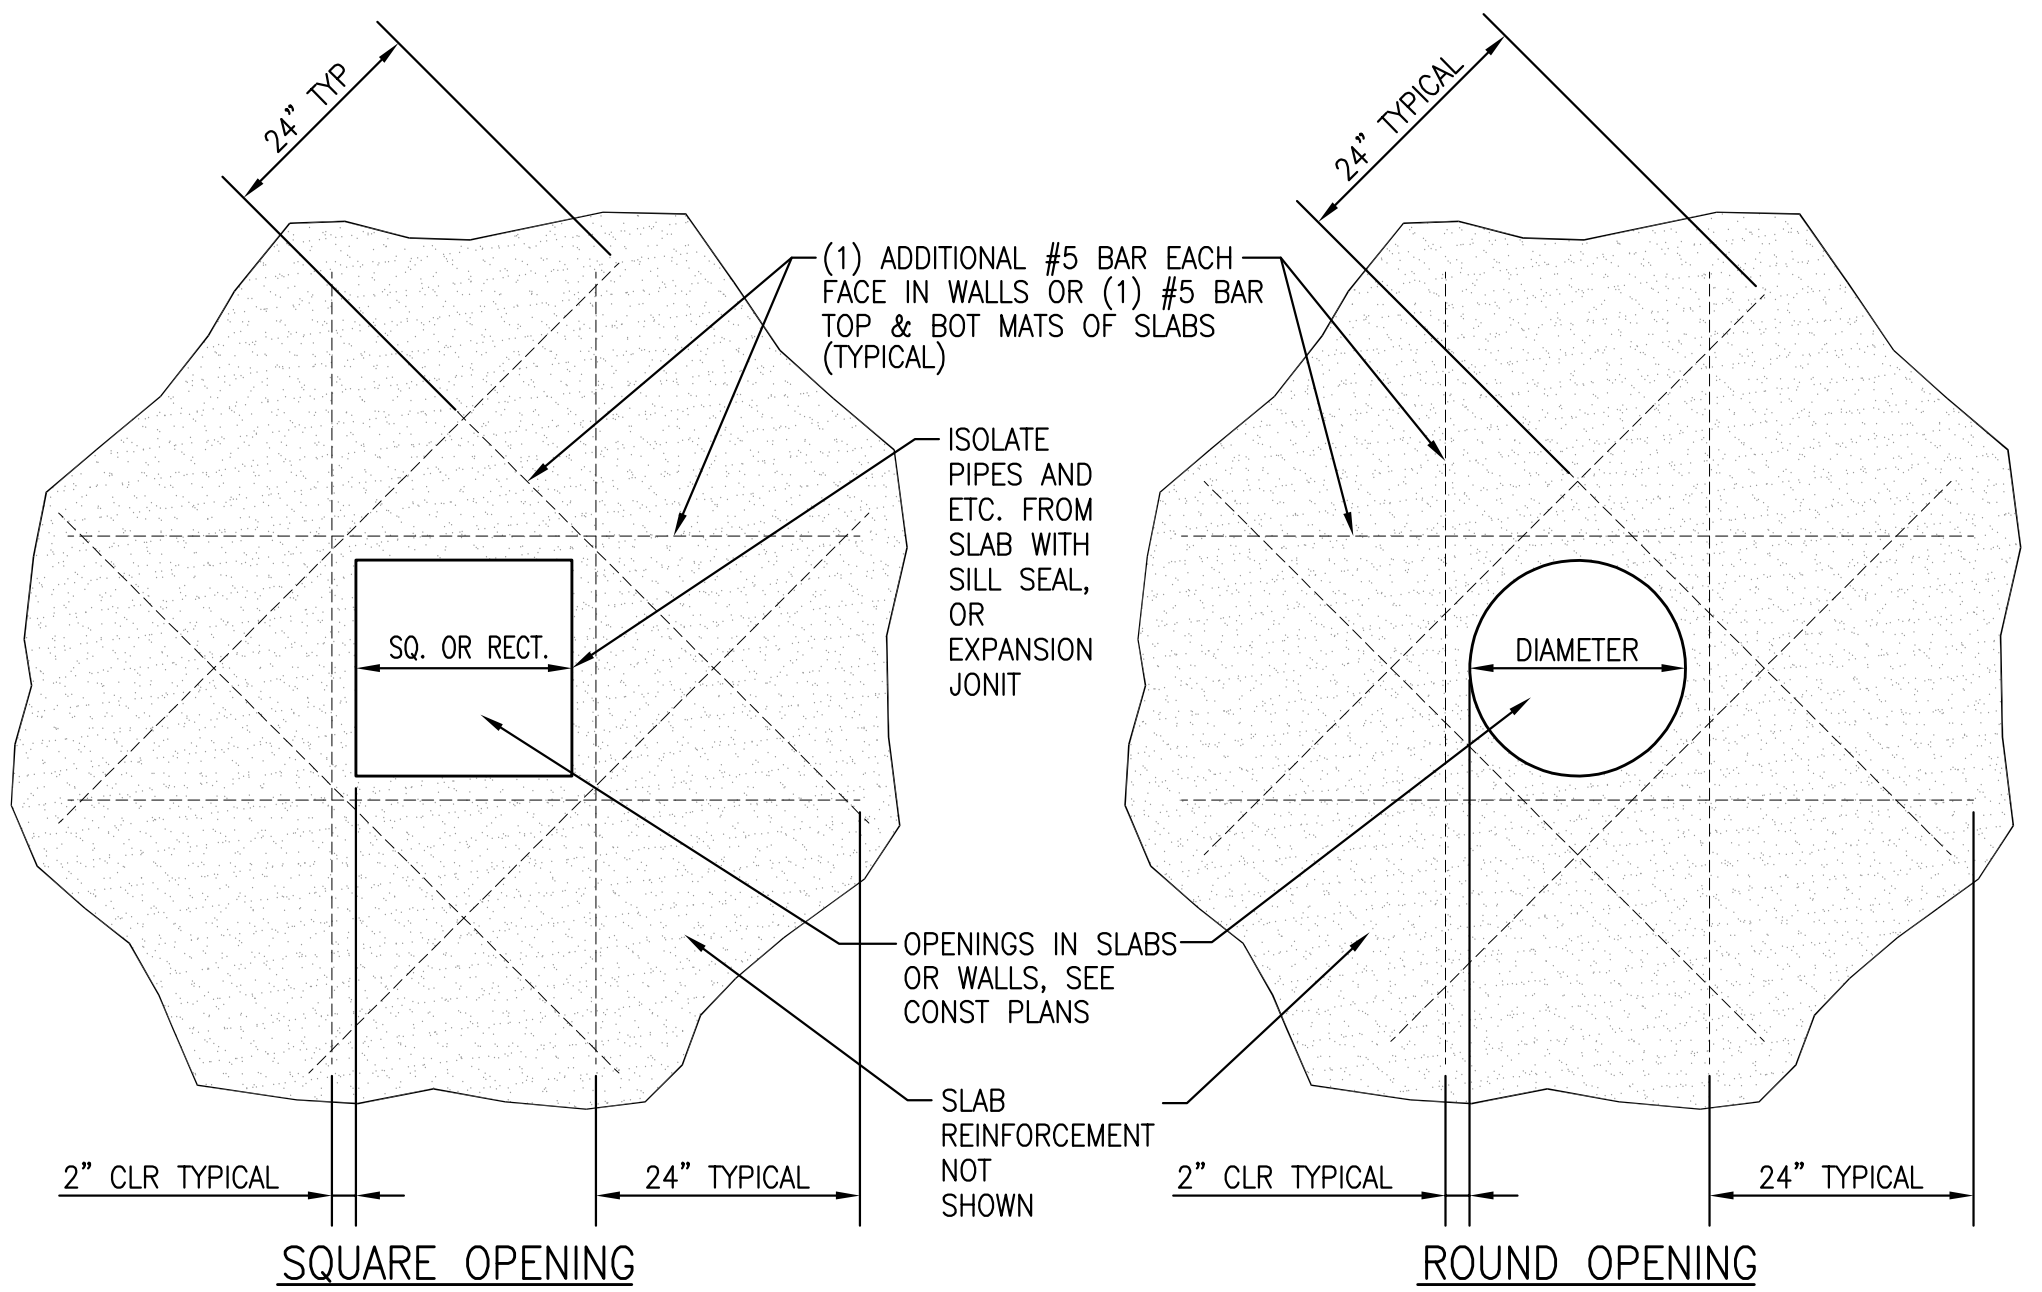 24” TYP
24” TYPICAL
(1) ADDITIONAL #5 BAR EACH
FACE IN WALLS OR (1) #5 BAR
TOP & BOT MATS OF SLABS
(TYPICAL)
ISOLATE
PIPES AND
ETC. FROM
SLAB WITH
SILL SEAL,
OR
EXPANSION
JONIT
SQ. OR RECT.
DIAMETER
OPENINGS IN SLABS
OR WALLS, SEE
CONST PLANS
SLAB
REINFORCEMENT
NOT
SHOWN
2” CLR TYPICAL
24” TYPICAL
2” CLR TYPICAL
24” TYPICAL
SQUARE OPENING
ROUND OPENING